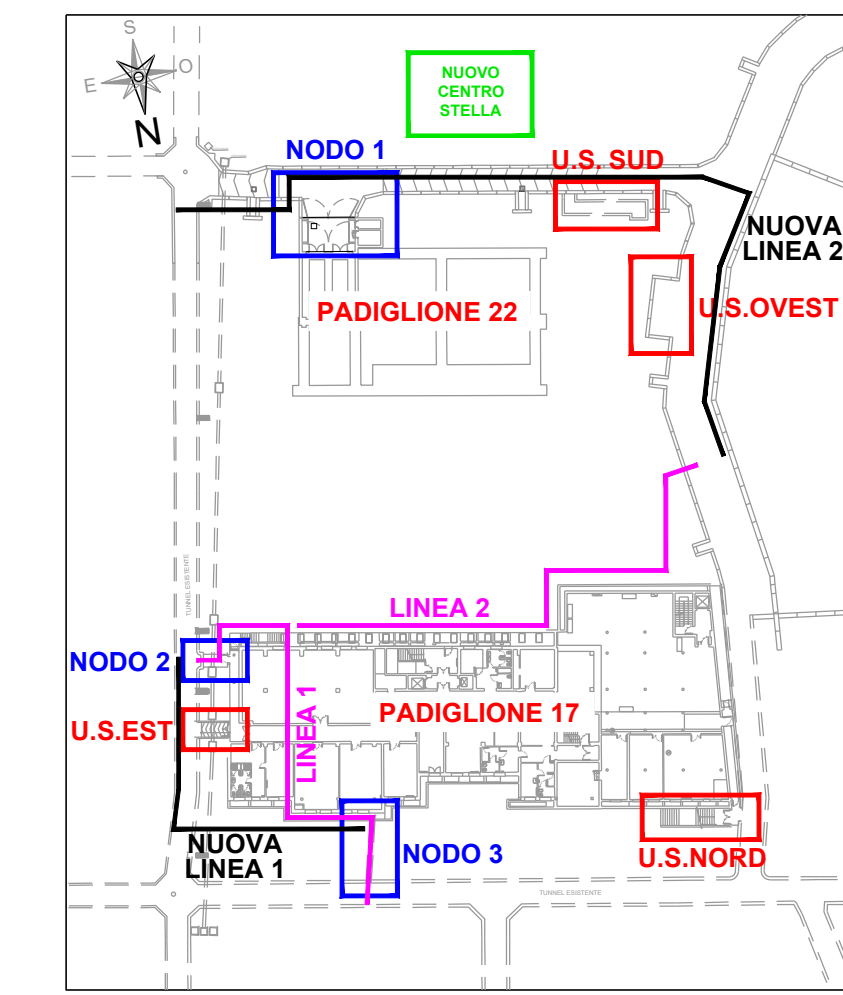 S
E
O
N
NUOVO
CENTRO
STELLA
NODO 1
U.S. SUD
NUOVA
LINEA 2
U.S.OVEST
PADIGLIONE 22
TUNNEL ESISTENTE
LINEA 2
NODO 2
LINEA 1
PADIGLIONE 17
U.S.EST
NUOVA
LINEA 1
NODO 3
U.S.NORD
TUNNEL ESISTENTE